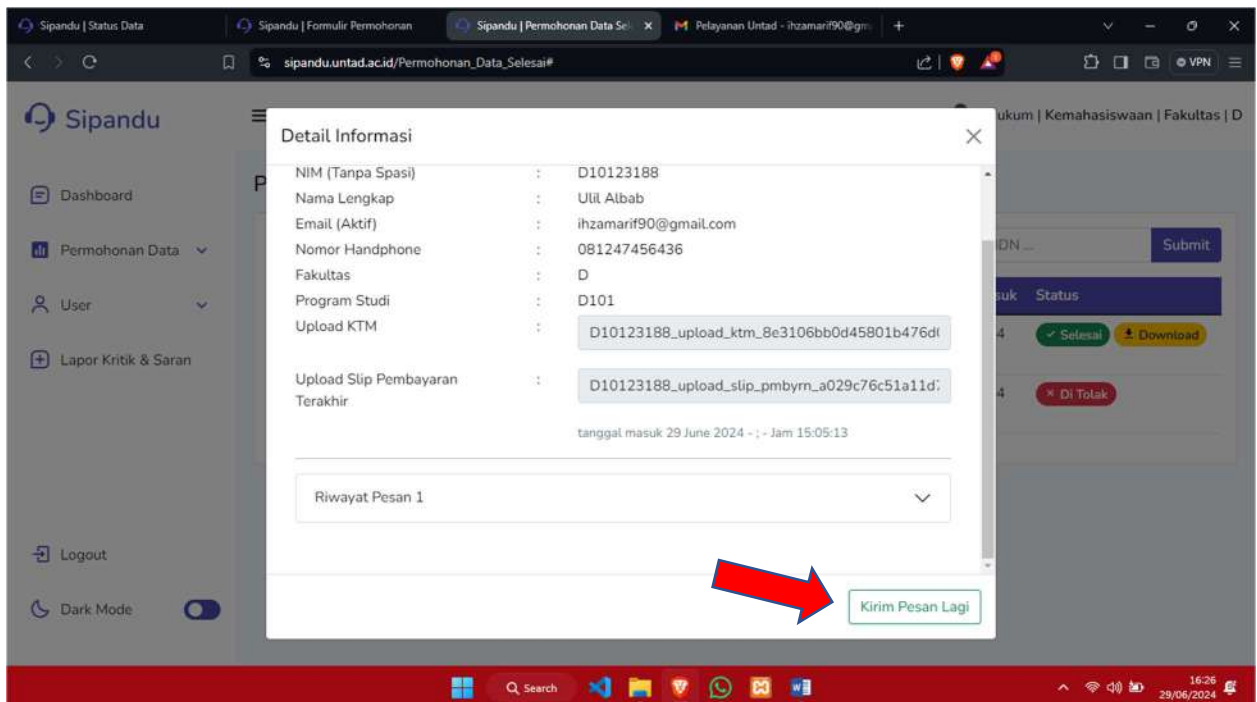 Sipandu | Status Data
Sipandu | Formulir Permohonan
Sipandu | Permohonan Data Sel
Pelayanan Untad - ihzamarif90@gm
sipandu.untad.ac.id/Permohonan_Data_Selesai#
VPN
Sipandu
ukum | Kemahasiswaan | Fakultas | D
Dashboard
Permohonan Data
User
Lapor Kritik & Saran
Logout
Dark Mode
P
Detail Informasi
NIM (Tanpa Spasi) : D10123188
Nama Lengkap : Ulil Albab
Email (Aktif) : ihzamarif90@gmail.com
Nomor Handphone : 081247456436
Fakultas : D
Program Studi : D101
Upload KTM : D10123188_upload_ktm_8e3106bb0d45801b476d(
Upload Slip Pembayaran : D10123188_upload_slip_pmbyrn_a029c76c51a11d7
Terakhir
tanggal masuk 29 June 2024 - ; - Jam 15:05:13
Riwayat Pesan 1
Kirim Pesan Lagi
IDN ...
Submit
suk Status
4 Selesai Download
4 Di Tolak
Search
16:26
29/06/2024